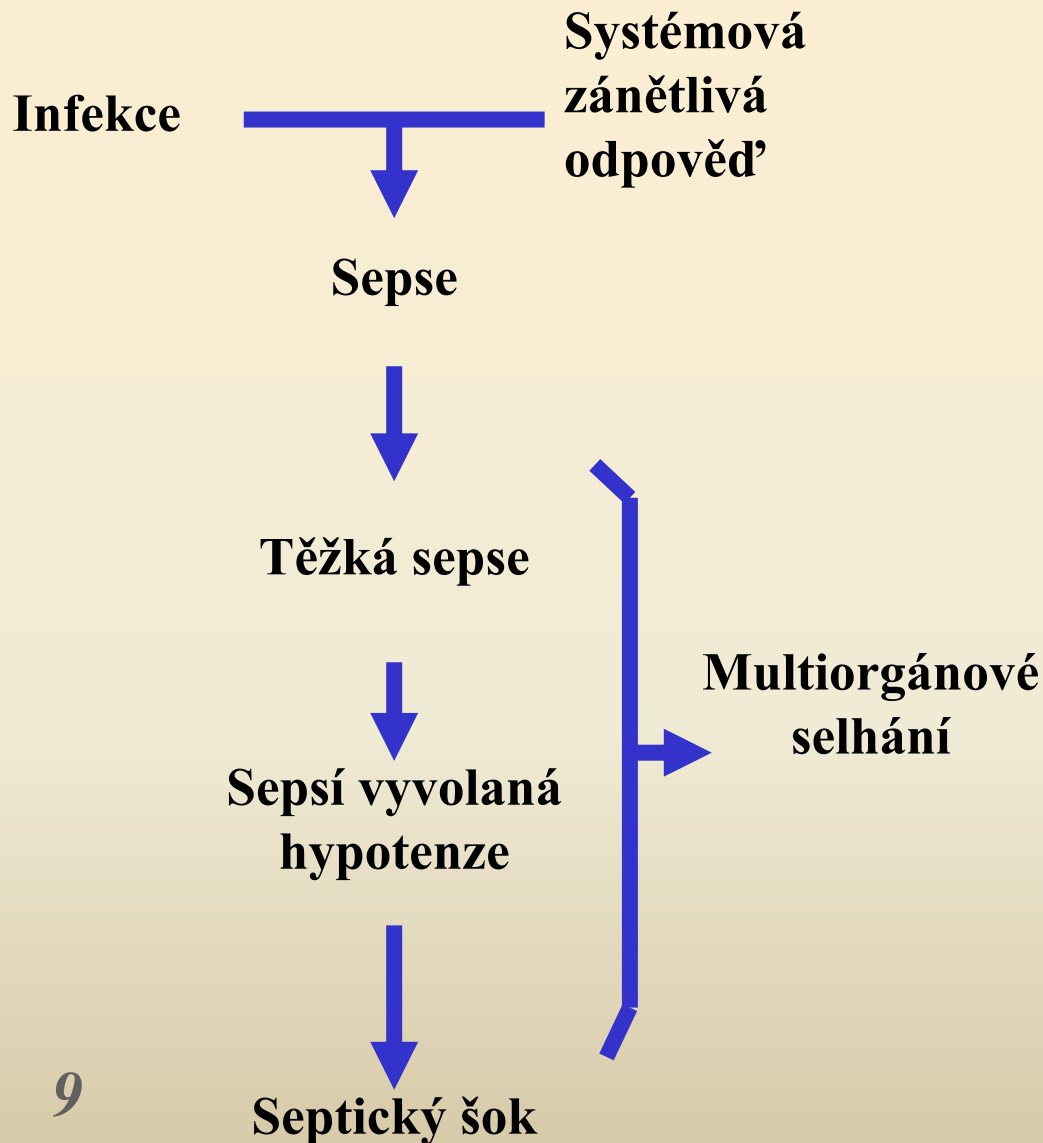 Infekce
Systémová
zánětlivá
odpověď
Sepse
Těžká sepse
Multiorgánové
selhání
Sepsí vyvolaná
hypotenze
Septický šok
9